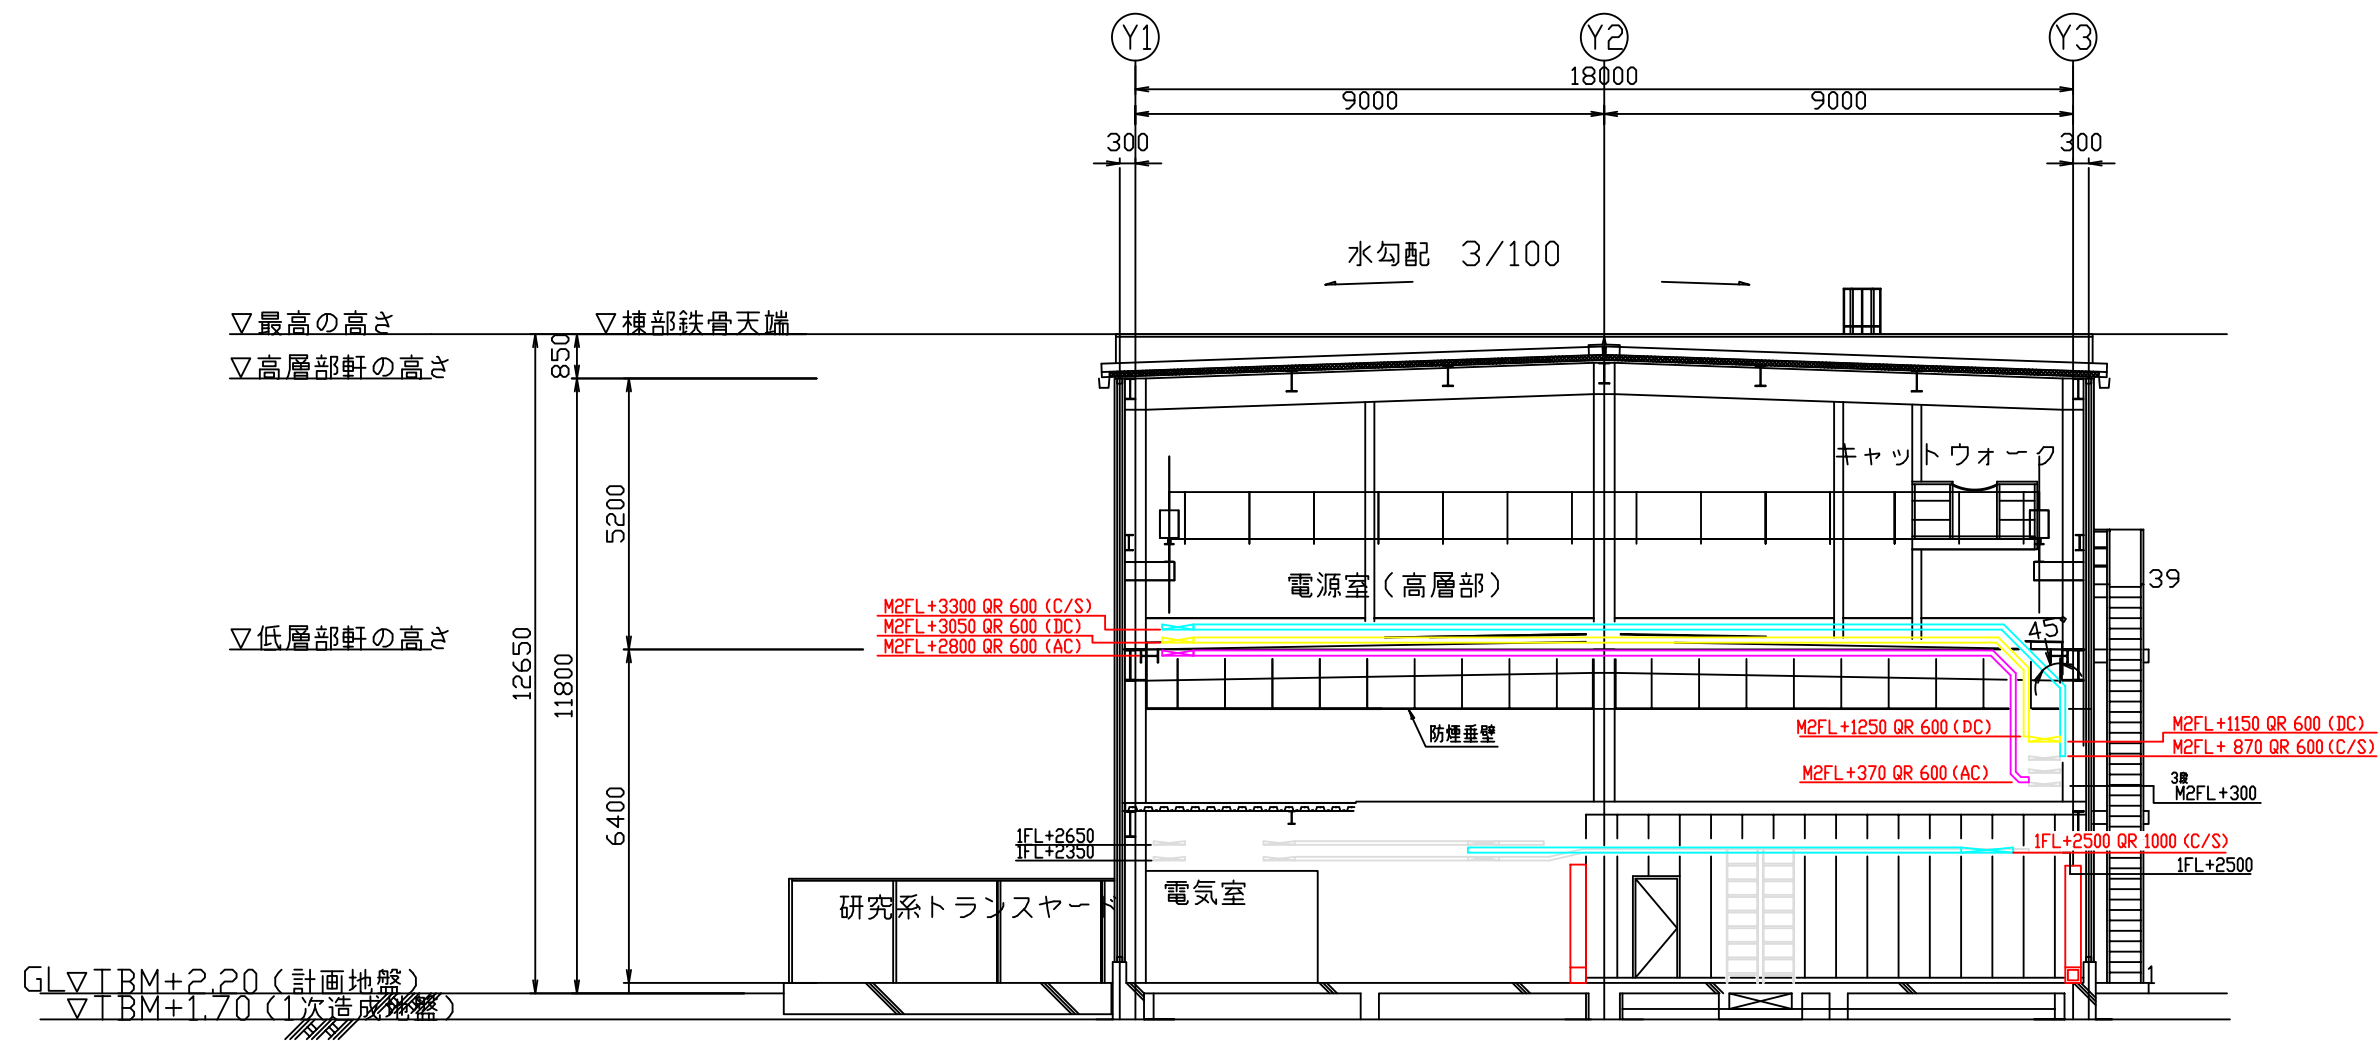 Y1
Y2
Y3
18000
9000
9000
300
300
水勾配　3/100
▽最高の高さ
▽棟部鉄骨天端
▽高層部軒の高さ
850
キャットウォーク
5200
電源室（高層部）
39
M2FL+3300 QR 600 (C/S)
M2FL+3050 QR 600 (DC)
M2FL+2800 QR 600 (AC)
▽低層部軒の高さ
45°
12650
11800
防煙垂壁
M2FL+1250 QR 600 (DC)
M2FL+1150 QR 600 (DC)
M2FL+ 870 QR 600 (C/S)
M2FL+370 QR 600 (AC)
3段
M2FL+300
6400
1FL+2650
1FL+2350
1FL+2500 QR 1000 (C/S)
1FL+2500
電気室
研究系トランスヤード
1
GL▽TBM+2.20 (計画地盤)
▽TBM+1.70 (1次造成地盤)